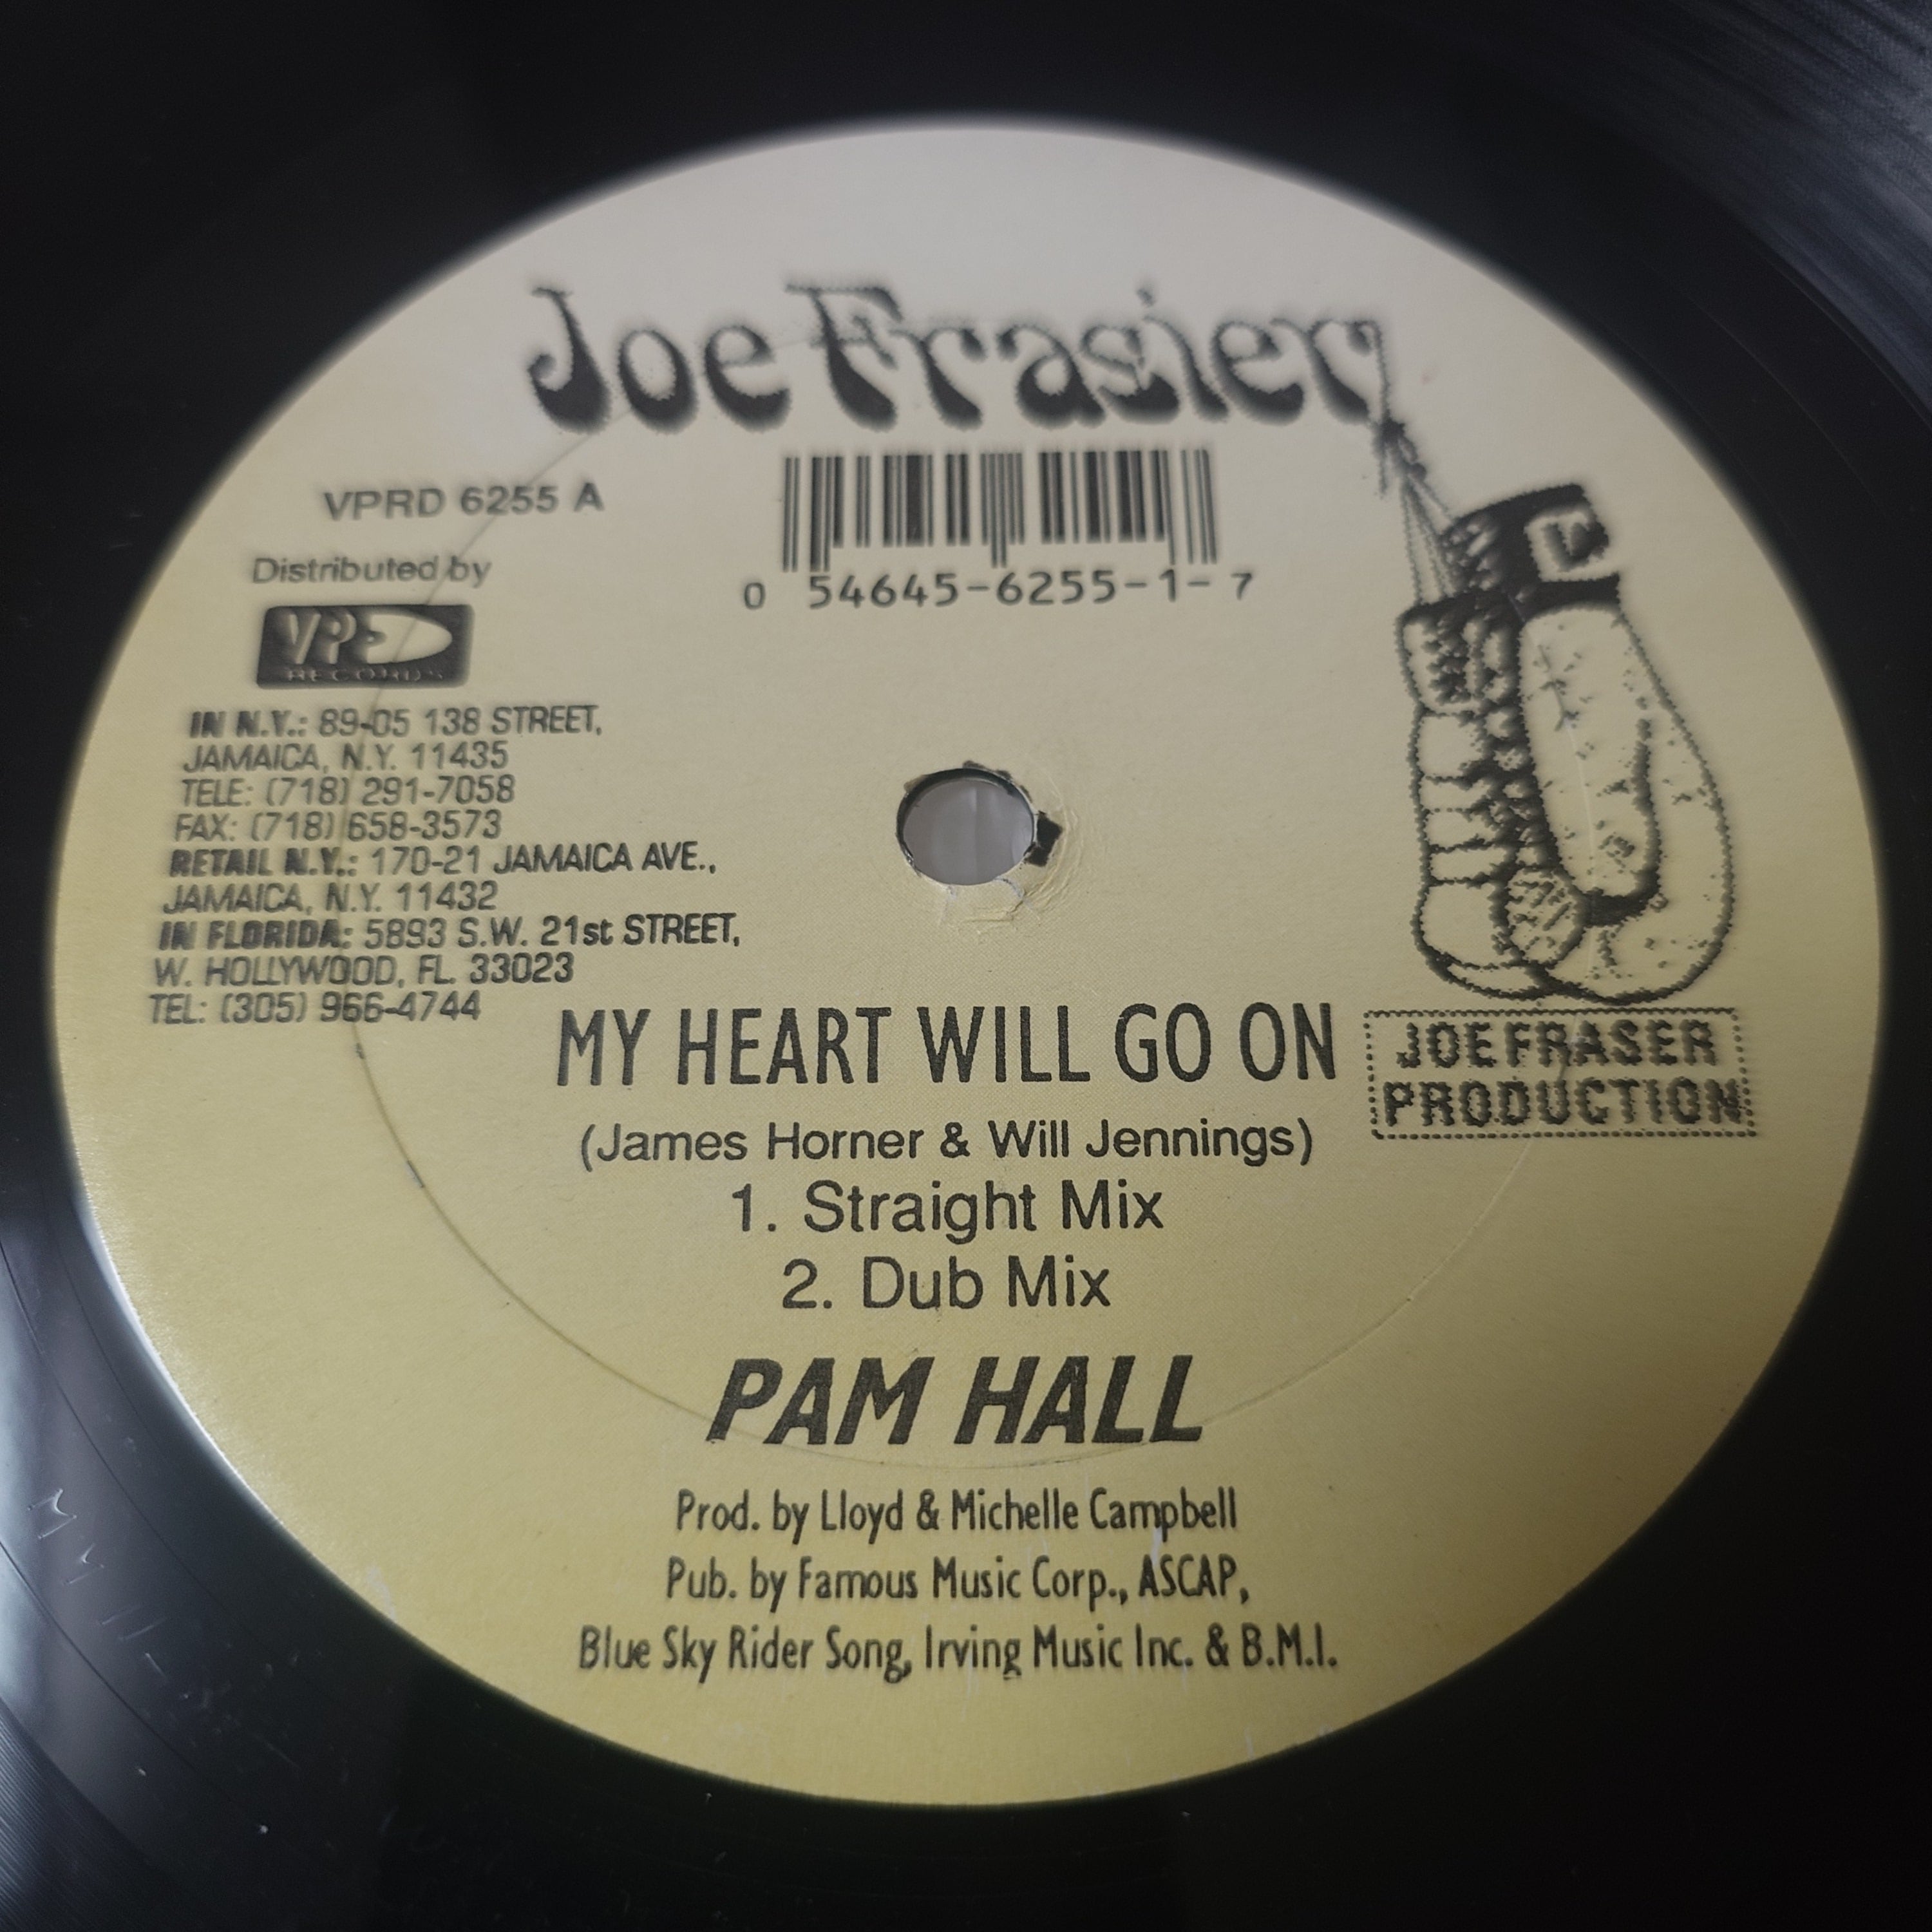 Joe Frasier
VPRD 6255 A
0 54645-6255-1-7
Distributed by
VP
RECORDS
IN N.Y.: 89-05 138 STREET,
JAMAICA, N.Y. 11435
TELE: (718) 291-7058
FAX: (718) 658-3573
RETAIL N.Y.: 170-21 JAMAICA AVE.,
JAMAICA, N.Y. 11432
IN FLORIDA: 5893 S.W. 21st STREET,
W. HOLLYWOOD, FL. 33023
TEL: (305) 966-4744
JOE FRASER
PRODUCTION
MY HEART WILL GO ON
(James Horner & Will Jennings)
1. Straight Mix
2. Dub Mix
PAM HALL
Prod. by Lloyd & Michelle Campbell
Pub. by Famous Music Corp., ASCAP,
Blue Sky Rider Song, Irving Music Inc. & B.M.I.